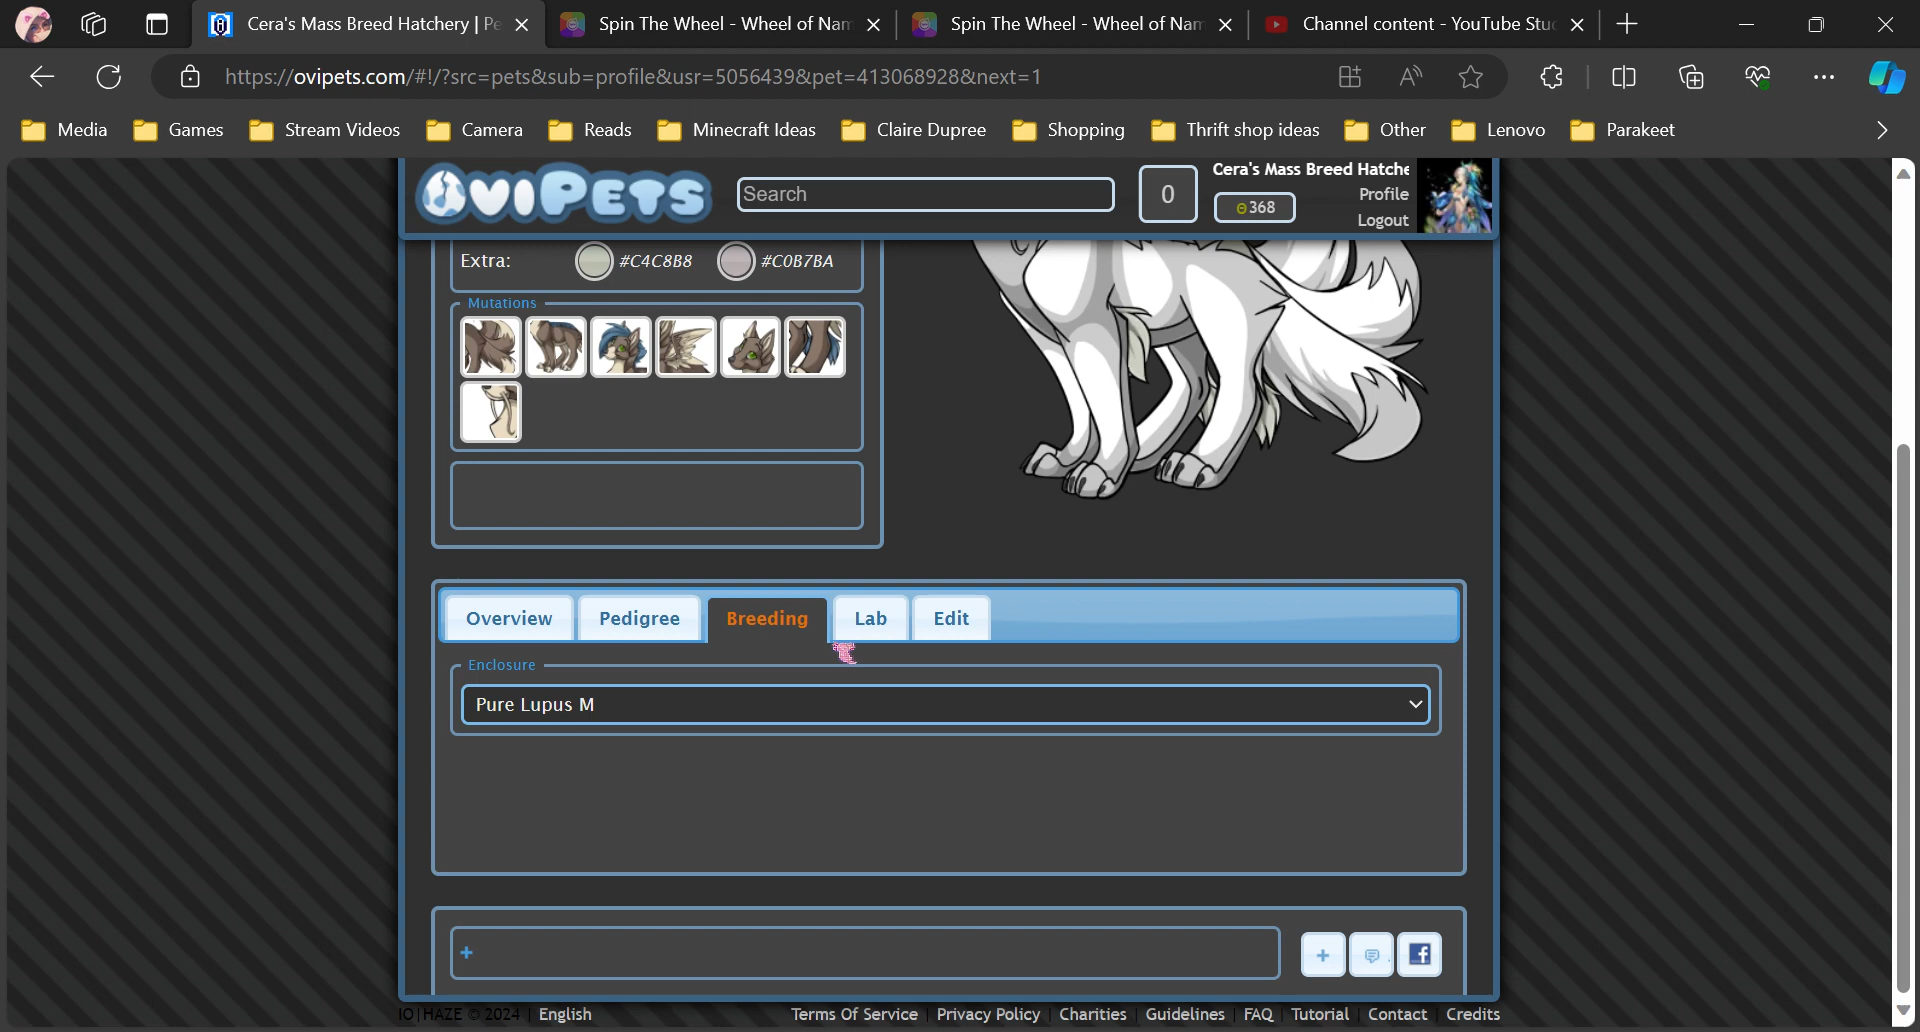 Cera's Mass Breed Hatchery | Pe
Spin The Wheel - Wheel of Nam
Spin The Wheel - Wheel of Nam
Channel content - YouTube Stu
https://ovipets.com/#!/?src=pets&sub=profile&usr=5056439&pet=413068928&next=1
Media Games Stream Videos Camera Reads Minecraft Ideas Claire Dupree Shopping Thrift shop ideas Other Lenovo Parakeet
OviPets
Search
0
Cera's Mass Breed Hatche
368
Profile
Logout
Extra: #C4C8B8 #C0B7BA
Mutations
Overview Pedigree Breeding Lab Edit
Enclosure
Pure Lupus M
+
+
IO|HAZE © 2024 English Terms Of Service Privacy Policy Charities Guidelines FAQ Tutorial Contact Credits